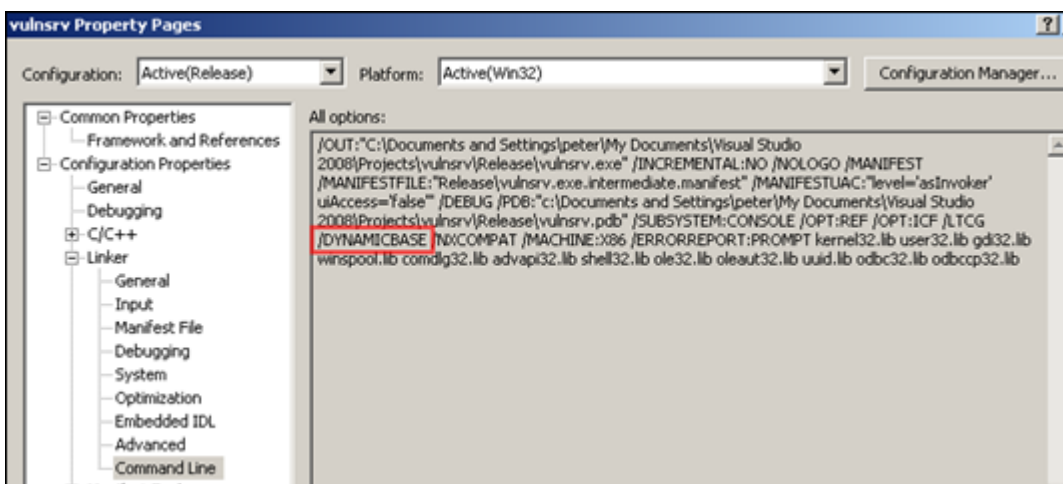 vulnsrv Property Pages
?
Configuration: Active(Release) Platform: Active(Win32) Configuration Manager...
Common Properties
Framework and References
Configuration Properties
General
Debugging
C/C++
Linker
General
Input
Manifest File
Debugging
System
Optimization
Embedded IDL
Advanced
Command Line
All options:
/OUT:"C:\Documents and Settings\peter\My Documents\Visual Studio
2008\Projects\vulnsrv\Release\vulnsrv.exe" /INCREMENTAL:NO /NOLOGO /MANIFEST
/MANIFESTFILE:"Release\vulnsrv.exe.intermediate.manifest" /MANIFESTUAC:"level='asInvoker'
uiAccess='false'" /DEBUG /PDB:"c:\Documents and Settings\peter\My Documents\Visual Studio
2008\Projects\vulnsrv\Release\vulnsrv.pdb" /SUBSYSTEM:CONSOLE /OPT:REF /OPT:ICF /LTCG
/DYNAMICBASE /NXCOMPAT /MACHINE:X86 /ERRORREPORT:PROMPT kernel32.lib user32.lib gdi32.lib
winspool.lib comdlg32.lib advapi32.lib shell32.lib ole32.lib oleaut32.lib uuid.lib odbc32.lib odbccp32.lib